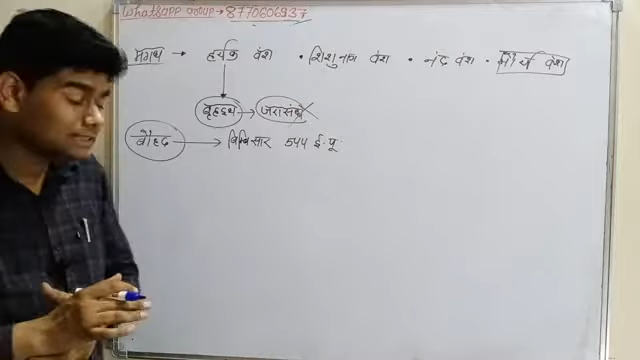 Whatsapp Group → 8770606937
मगध → हर्यक वंश • शिशुनाग वंश • नंद वंश • मौर्य वंश
बृहद्रथ → जरासंध
बौद्ध → बिम्बिसार 544 ई.पू.